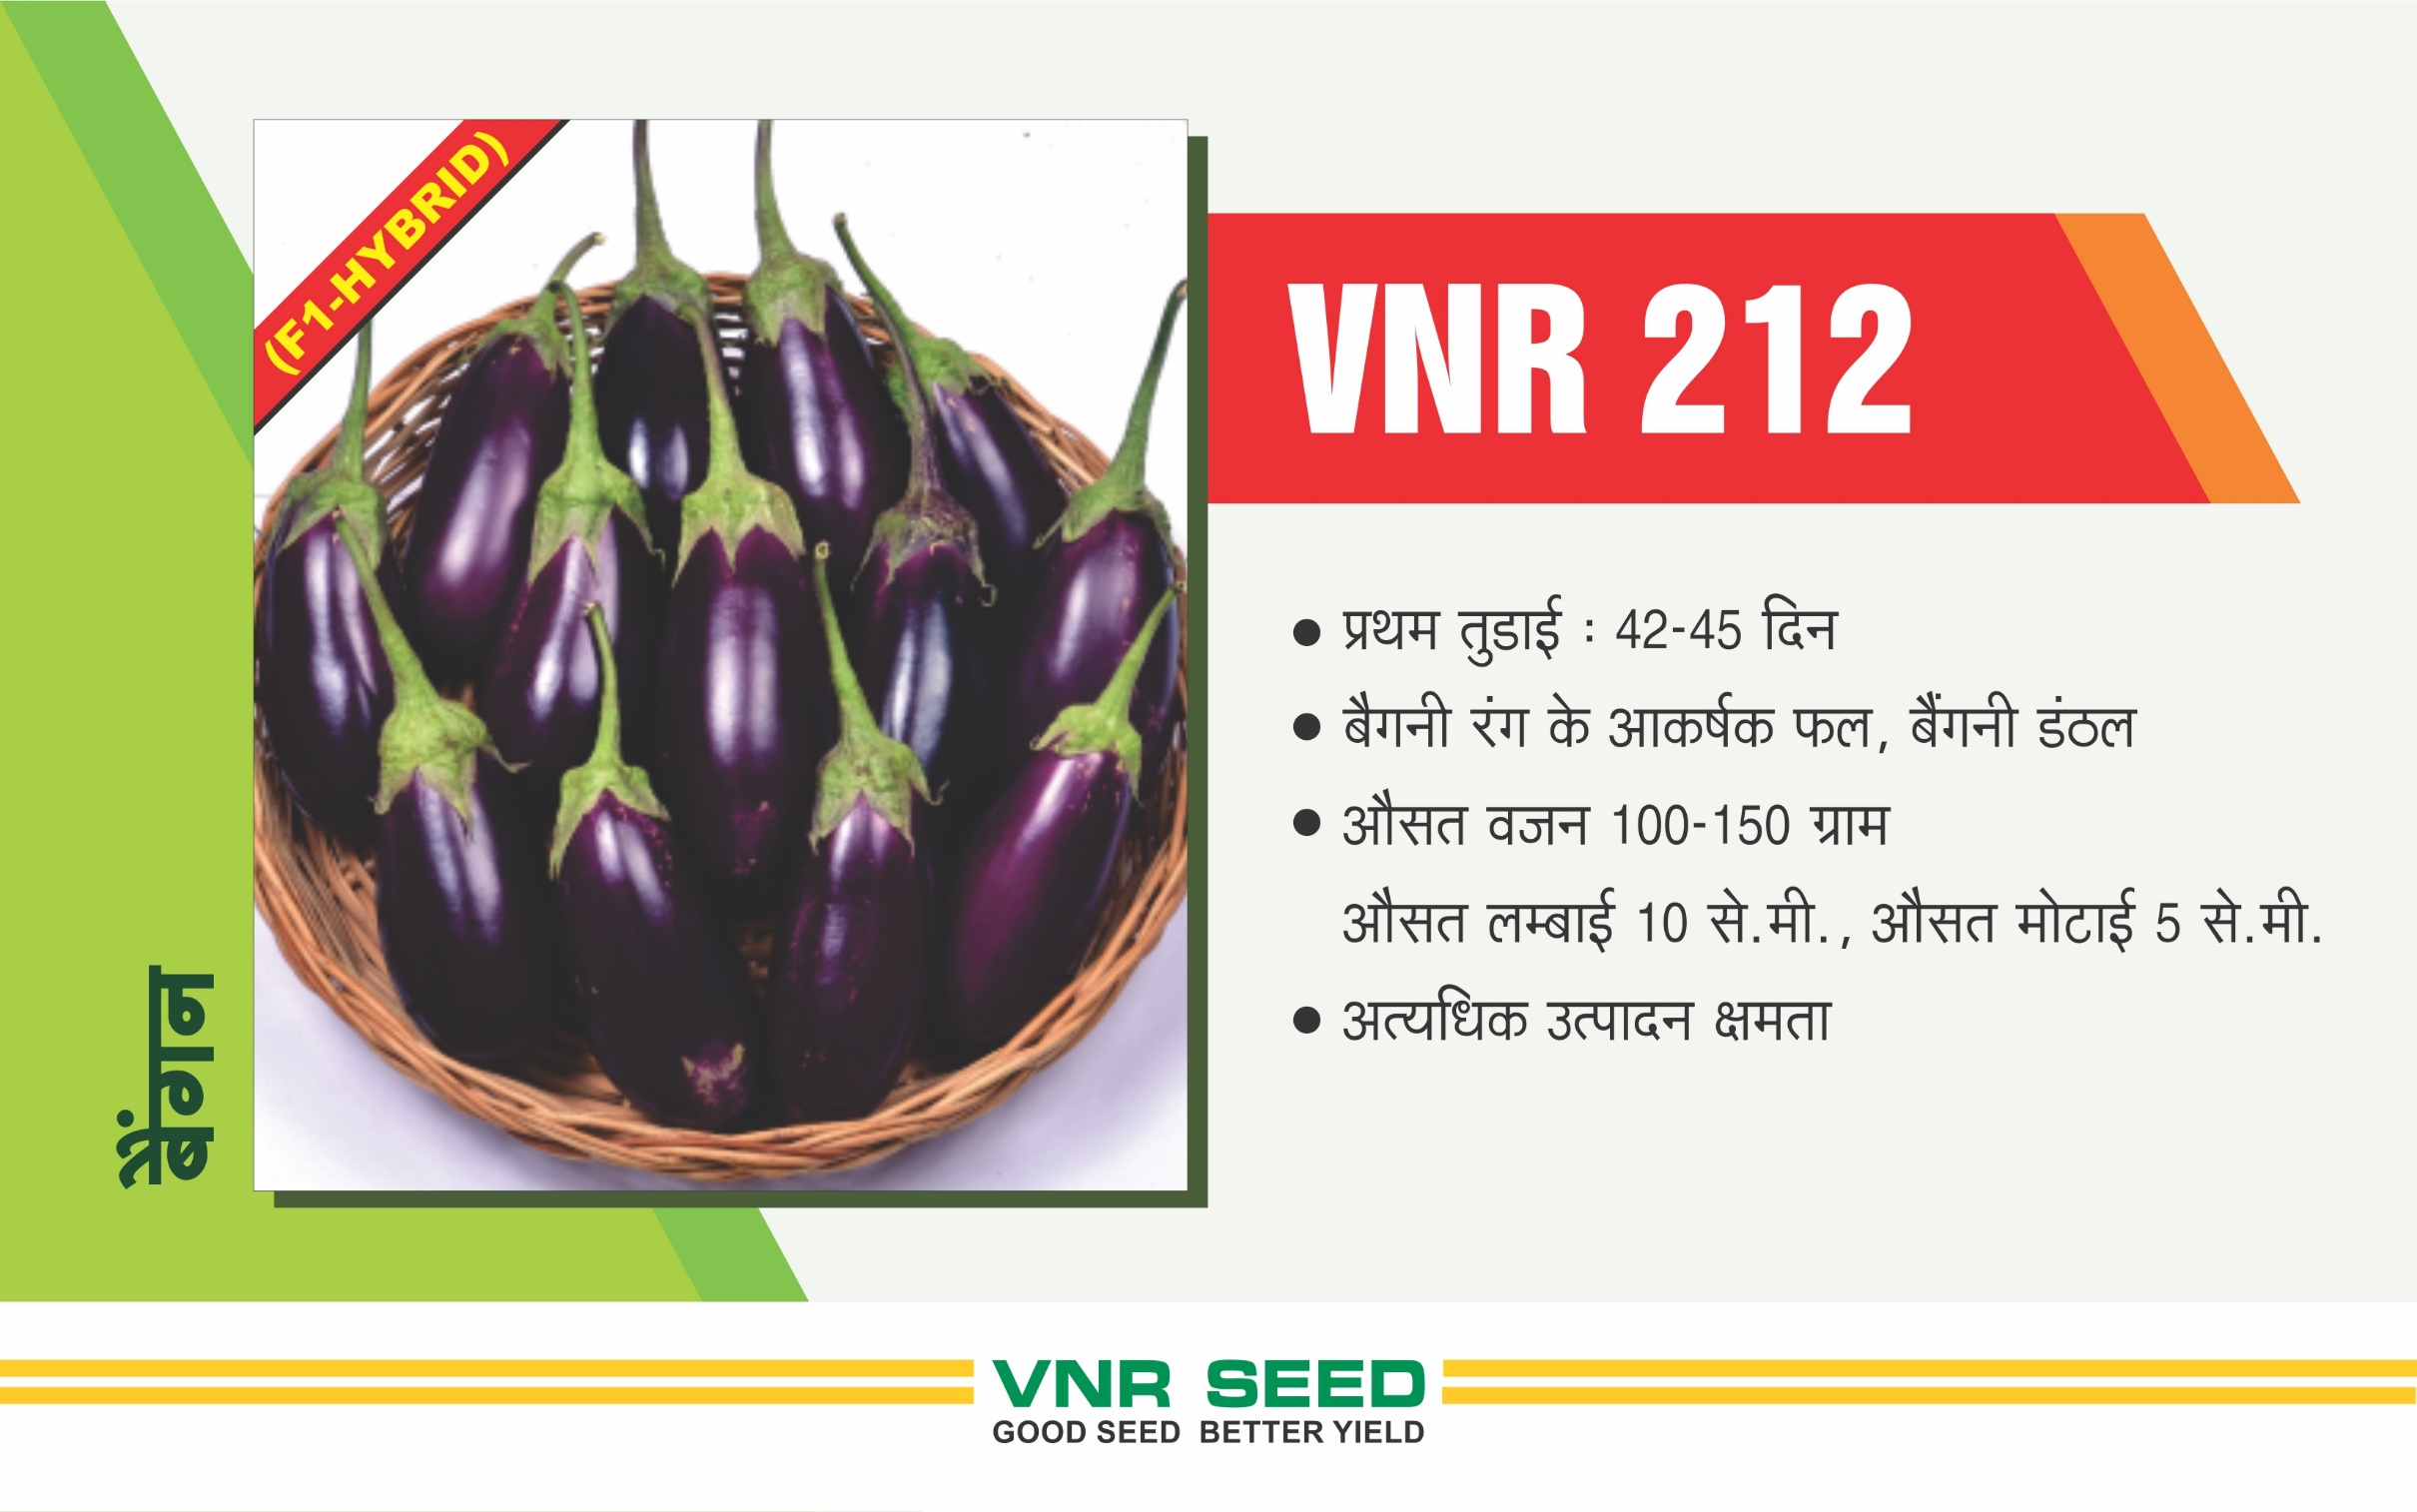 (F1-HYBRID)
VNR 212
● प्रथम तुडाई : 42-45 दिन
● बैगनी रंग के आकर्षक फल, बैंगनी डंठल
● औसत वजन 100-150 ग्राम
औसत लम्बाई 10 से.मी., औसत मोटाई 5 से.मी.
● अत्यधिक उत्पादन क्षमता
बैंगन
VNR SEED
GOOD SEED BETTER YIELD